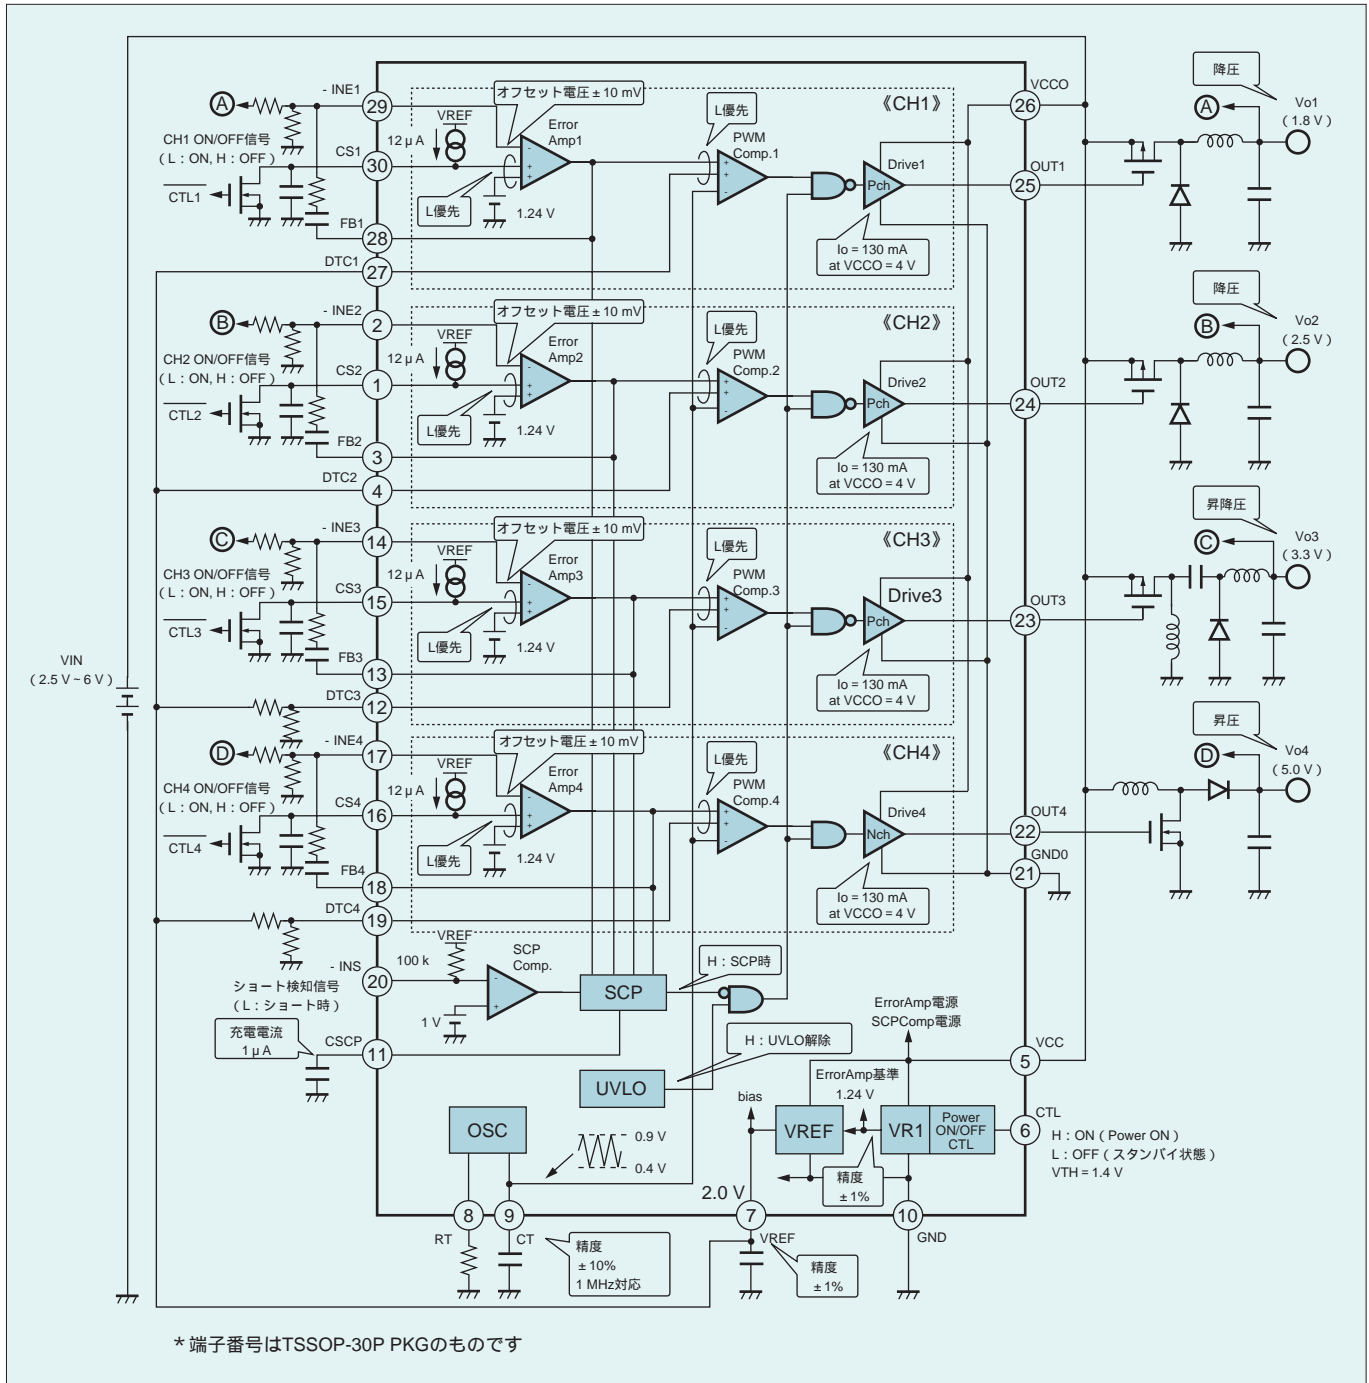 降圧
- INE1
29
オフセット電圧 ± 10 mV
《CH1》
VCCO
26
A
Vo1
( 1.8 V )
A
CH1 ON/OFF信号
( L : ON, H : OFF )
12 μ A
VREF
Error
Amp1
L優先
PWM
Comp.1
CS1
30
Drive1
OUT1
Pch
25
CTL1
L優先
1.24 V
FB1
28
Io = 130 mA
at VCCO = 4 V
DTC1
27
降圧
- INE2
2
オフセット電圧 ± 10 mV
《CH2》
B
Vo2
( 2.5 V )
B
CH2 ON/OFF信号
( L : ON, H : OFF )
12 μ A
VREF
Error
Amp2
L優先
PWM
Comp.2
CS2
1
Drive2
OUT2
Pch
24
CTL2
L優先
1.24 V
FB2
3
Io = 130 mA
at VCCO = 4 V
DTC2
4
昇降圧
- INE3
14
オフセット電圧 ± 10 mV
《CH3》
C
Vo3
( 3.3 V )
C
CH3 ON/OFF信号
( L : ON, H : OFF )
12 μ A
VREF
Error
Amp3
L優先
PWM
Comp.3
CS3
15
Drive3
OUT3
Pch
23
CTL3
L優先
1.24 V
VIN
( 2.5 V ~ 6 V )
FB3
13
Io = 130 mA
at VCCO = 4 V
DTC3
12
昇圧
- INE4
17
オフセット電圧 ± 10 mV
《CH4》
D
Vo4
( 5.0 V )
D
CH4 ON/OFF信号
( L : ON, H : OFF )
12 μ A
VREF
Error
Amp4
L優先
PWM
Comp.4
CS4
16
Drive4
OUT4
Nch
22
CTL4
L優先
1.24 V
GND0
21
FB4
18
Io = 130 mA
at VCCO = 4 V
DTC4
19
- INS
20
100 k
VREF
SCP
Comp.
H : SCP時
ショート検知信号
( L : ショート時 )
SCP
1 V
ErrorAmp電源
SCPComp電源
充電電流
1 μ A
CSCP
11
H : UVLO解除
VCC
5
UVLO
ErrorAmp基準
1.24 V
bias
OSC
0.9 V
0.4 V
VREF
VR1
Power
ON/OFF
CTL
CTL
6
H : ON ( Power ON )
L : OFF ( スタンバイ状態 )
VTH = 1.4 V
2.0 V
精度
± 1%
8
9
7
10
RT
CT
VREF
GND
精度
± 10%
1 MHz対応
精度
± 1%
* 端子番号はTSSOP-30P PKGのものです